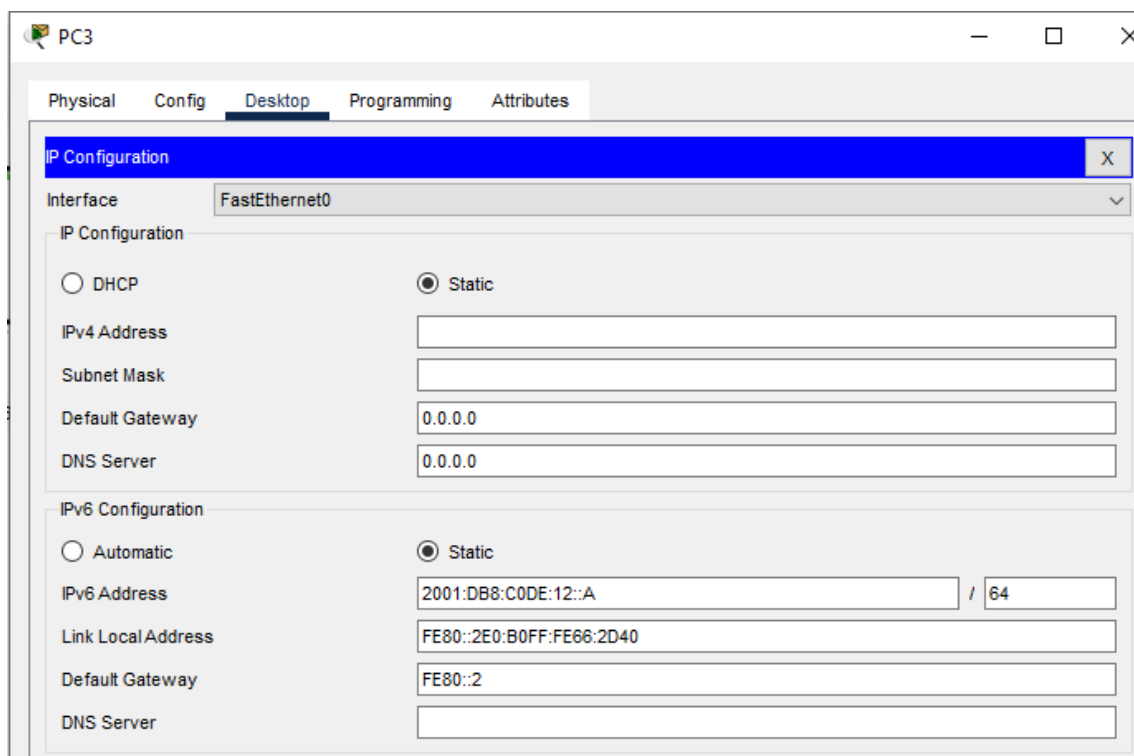 PC3
Physical Config Desktop Programming Attributes
IP Configuration X
Interface FastEthernet0
IP Configuration
DHCP Static
IPv4 Address
Subnet Mask
Default Gateway 0.0.0.0
DNS Server 0.0.0.0
IPv6 Configuration
Automatic Static
IPv6 Address 2001:DB8:C0DE:12::A / 64
Link Local Address FE80::2E0:B0FF:FE66:2D40
Default Gateway FE80::2
DNS Server